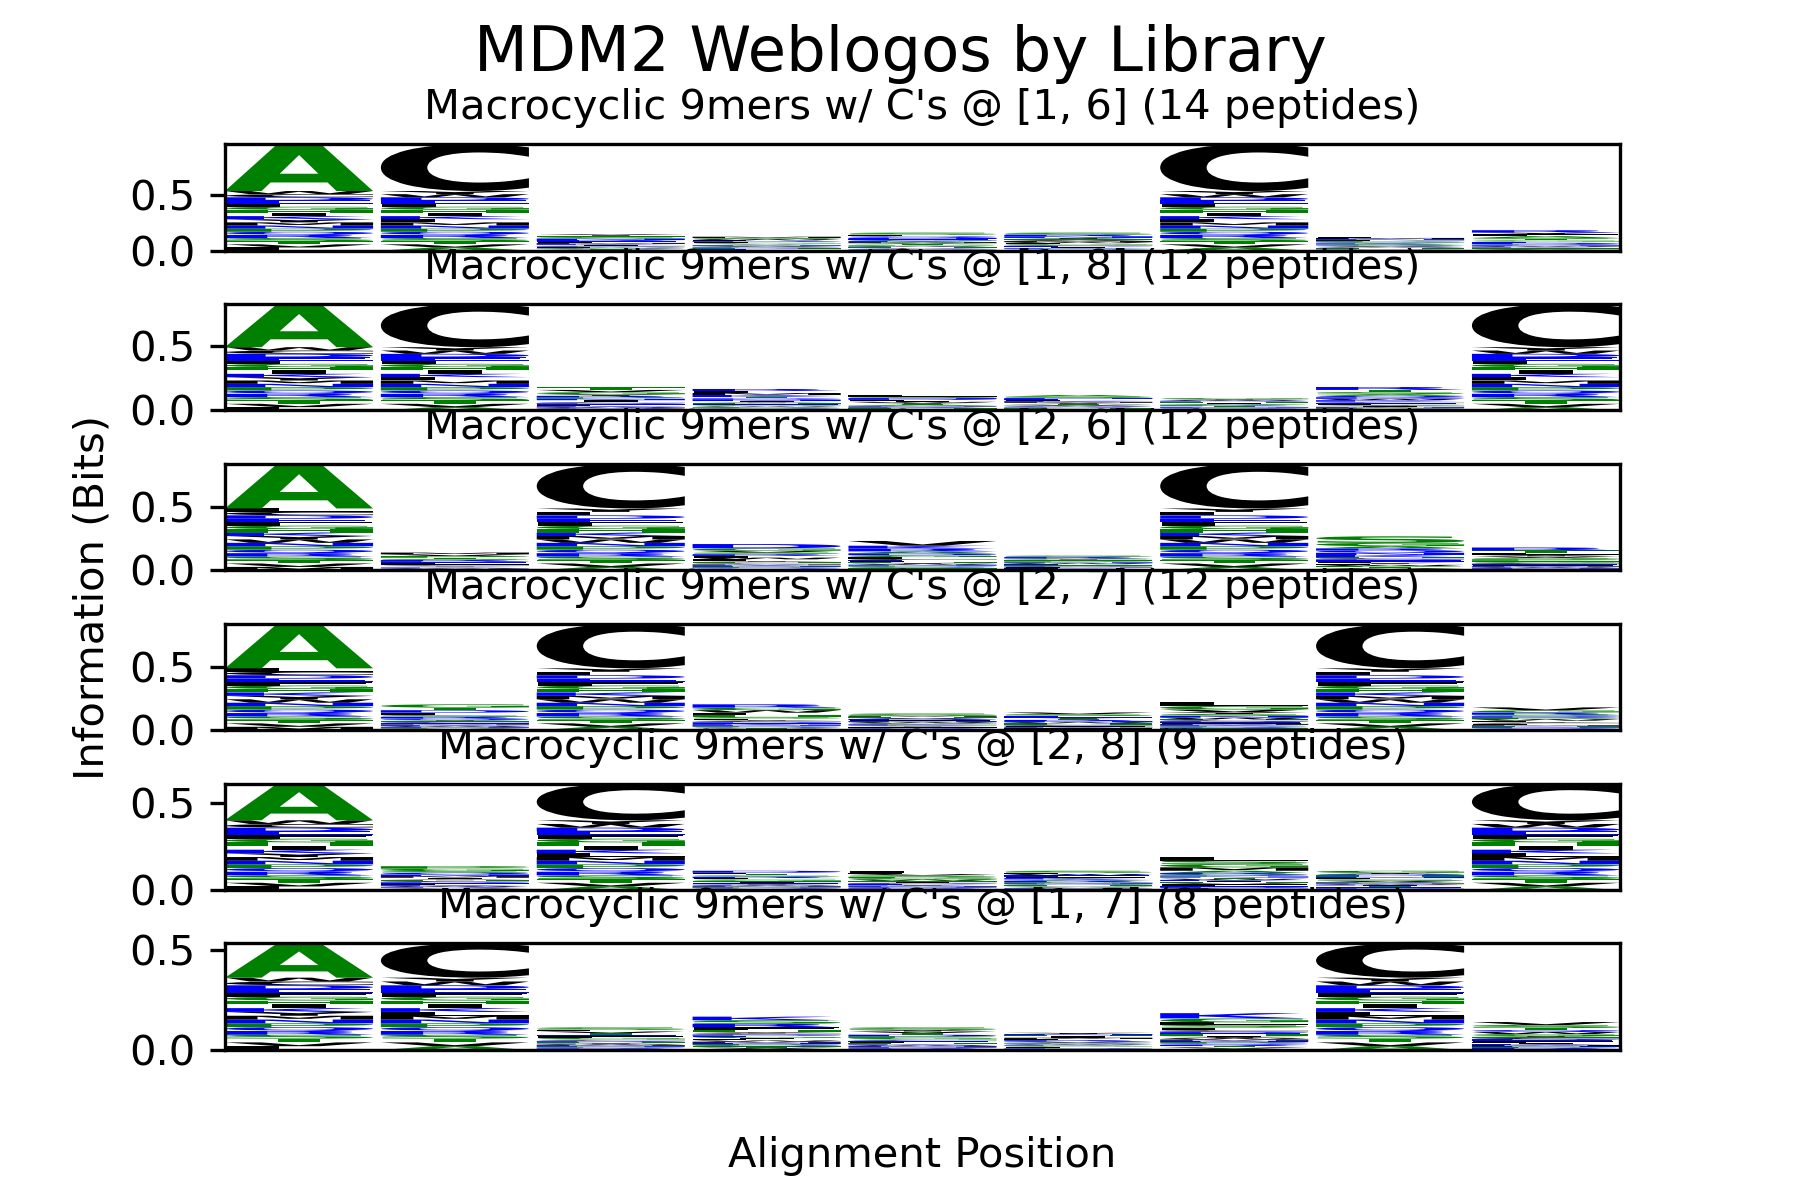 MDM2 Weblogos by Library
Macrocyclic 9mers w/ C's @ [1, 6] (14 peptides)
A C C
0.5
0.0
Macrocyclic 9mers w/ C's @ [1, 8] (12 peptides)
A C C
0.5
0.0
Macrocyclic 9mers w/ C's @ [2, 6] (12 peptides)
A C C
0.5
0.0
Macrocyclic 9mers w/ C's @ [2, 7] (12 peptides)
A C C
0.5
0.0
Macrocyclic 9mers w/ C's @ [2, 8] (9 peptides)
A C C
0.5
0.0
Macrocyclic 9mers w/ C's @ [1, 7] (8 peptides)
A C C
0.5
0.0
Information (Bits)
Alignment Position